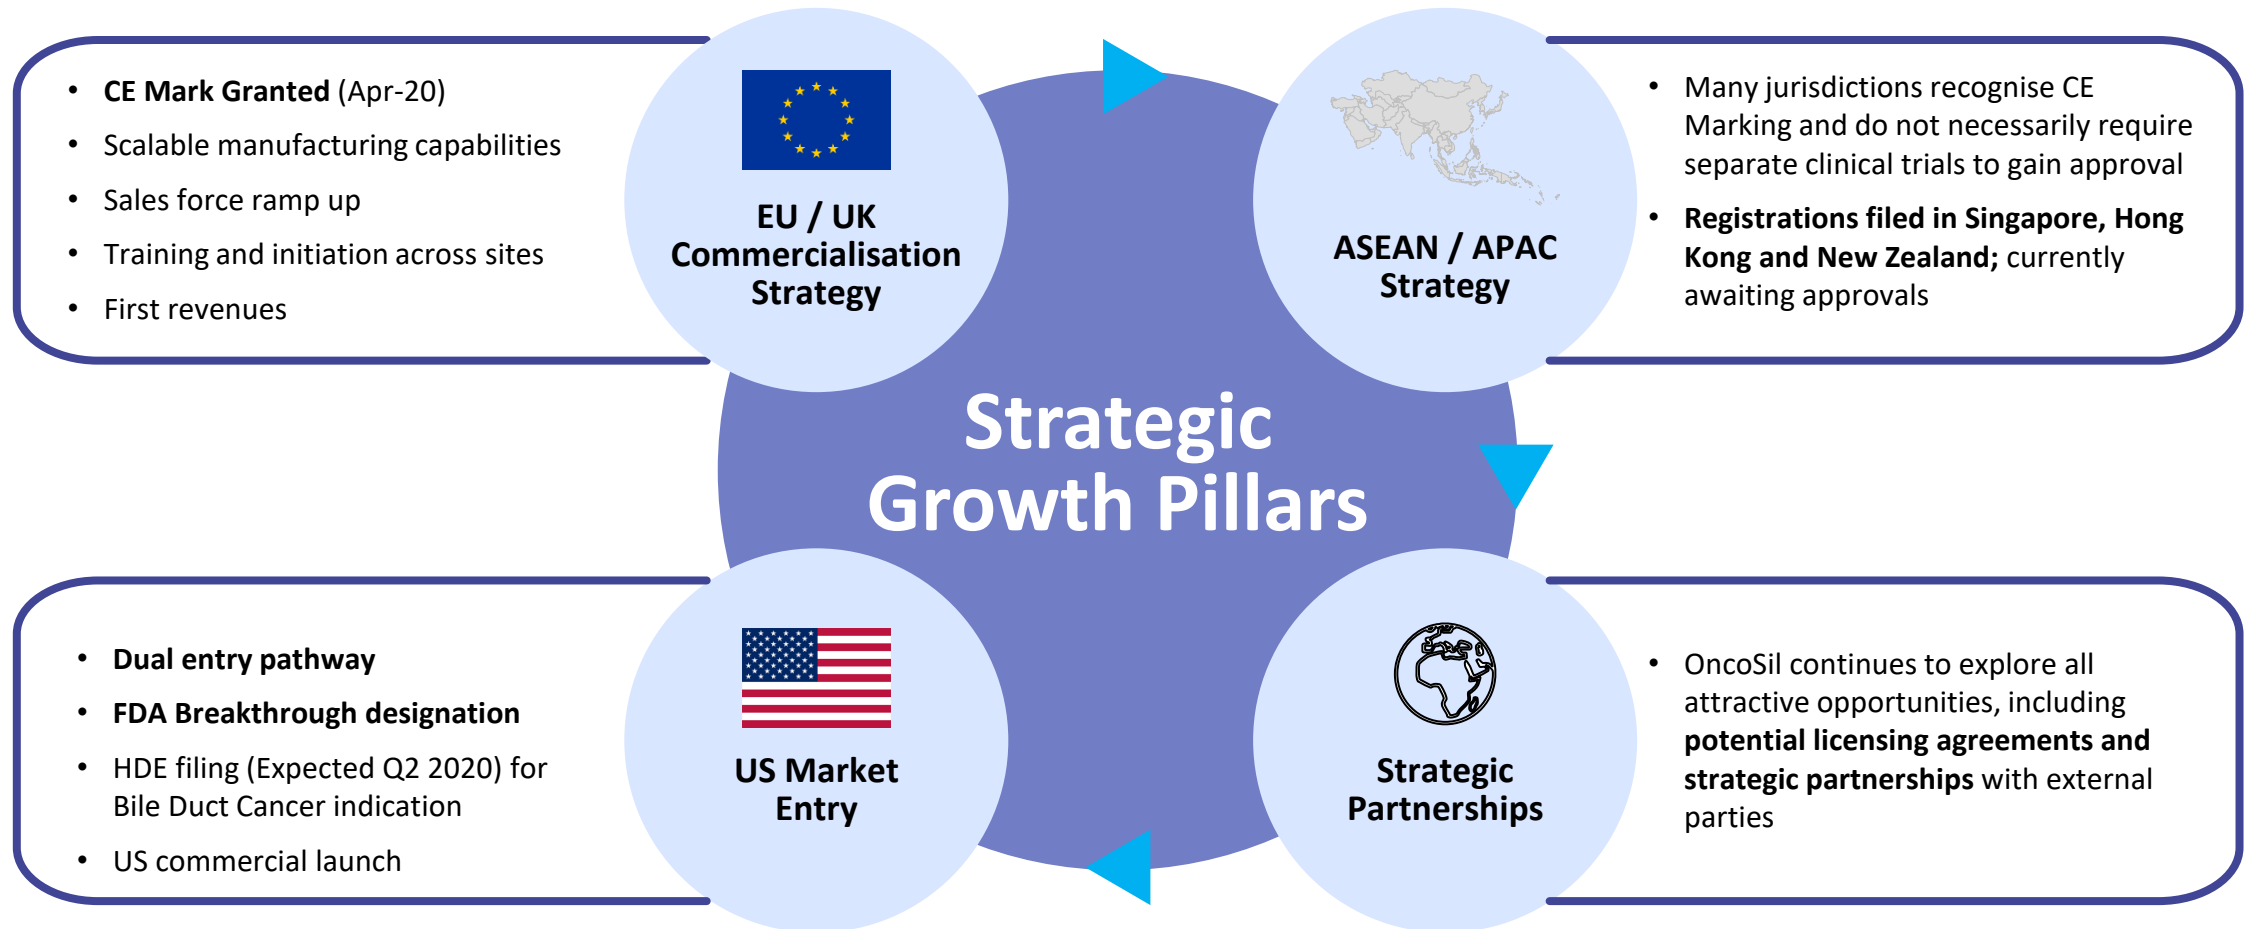 • CE Mark Granted (Apr-20)
• Scalable manufacturing capabilities
• Sales force ramp up
• Training and initiation across sites
• First revenues
EU / UK
Commercialisation
Strategy
ASEAN / APAC
Strategy
• Many jurisdictions recognise CE
Marking and do not necessarily require
separate clinical trials to gain approval
• Registrations filed in Singapore, Hong
Kong and New Zealand; currently
awaiting approvals
Strategic
Growth Pillars
• Dual entry pathway
• FDA Breakthrough designation
• HDE filing (Expected Q2 2020) for
Bile Duct Cancer indication
• US commercial launch
US Market
Entry
Strategic
Partnerships
• OncoSil continues to explore all
attractive opportunities, including
potential licensing agreements and
strategic partnerships with external
parties